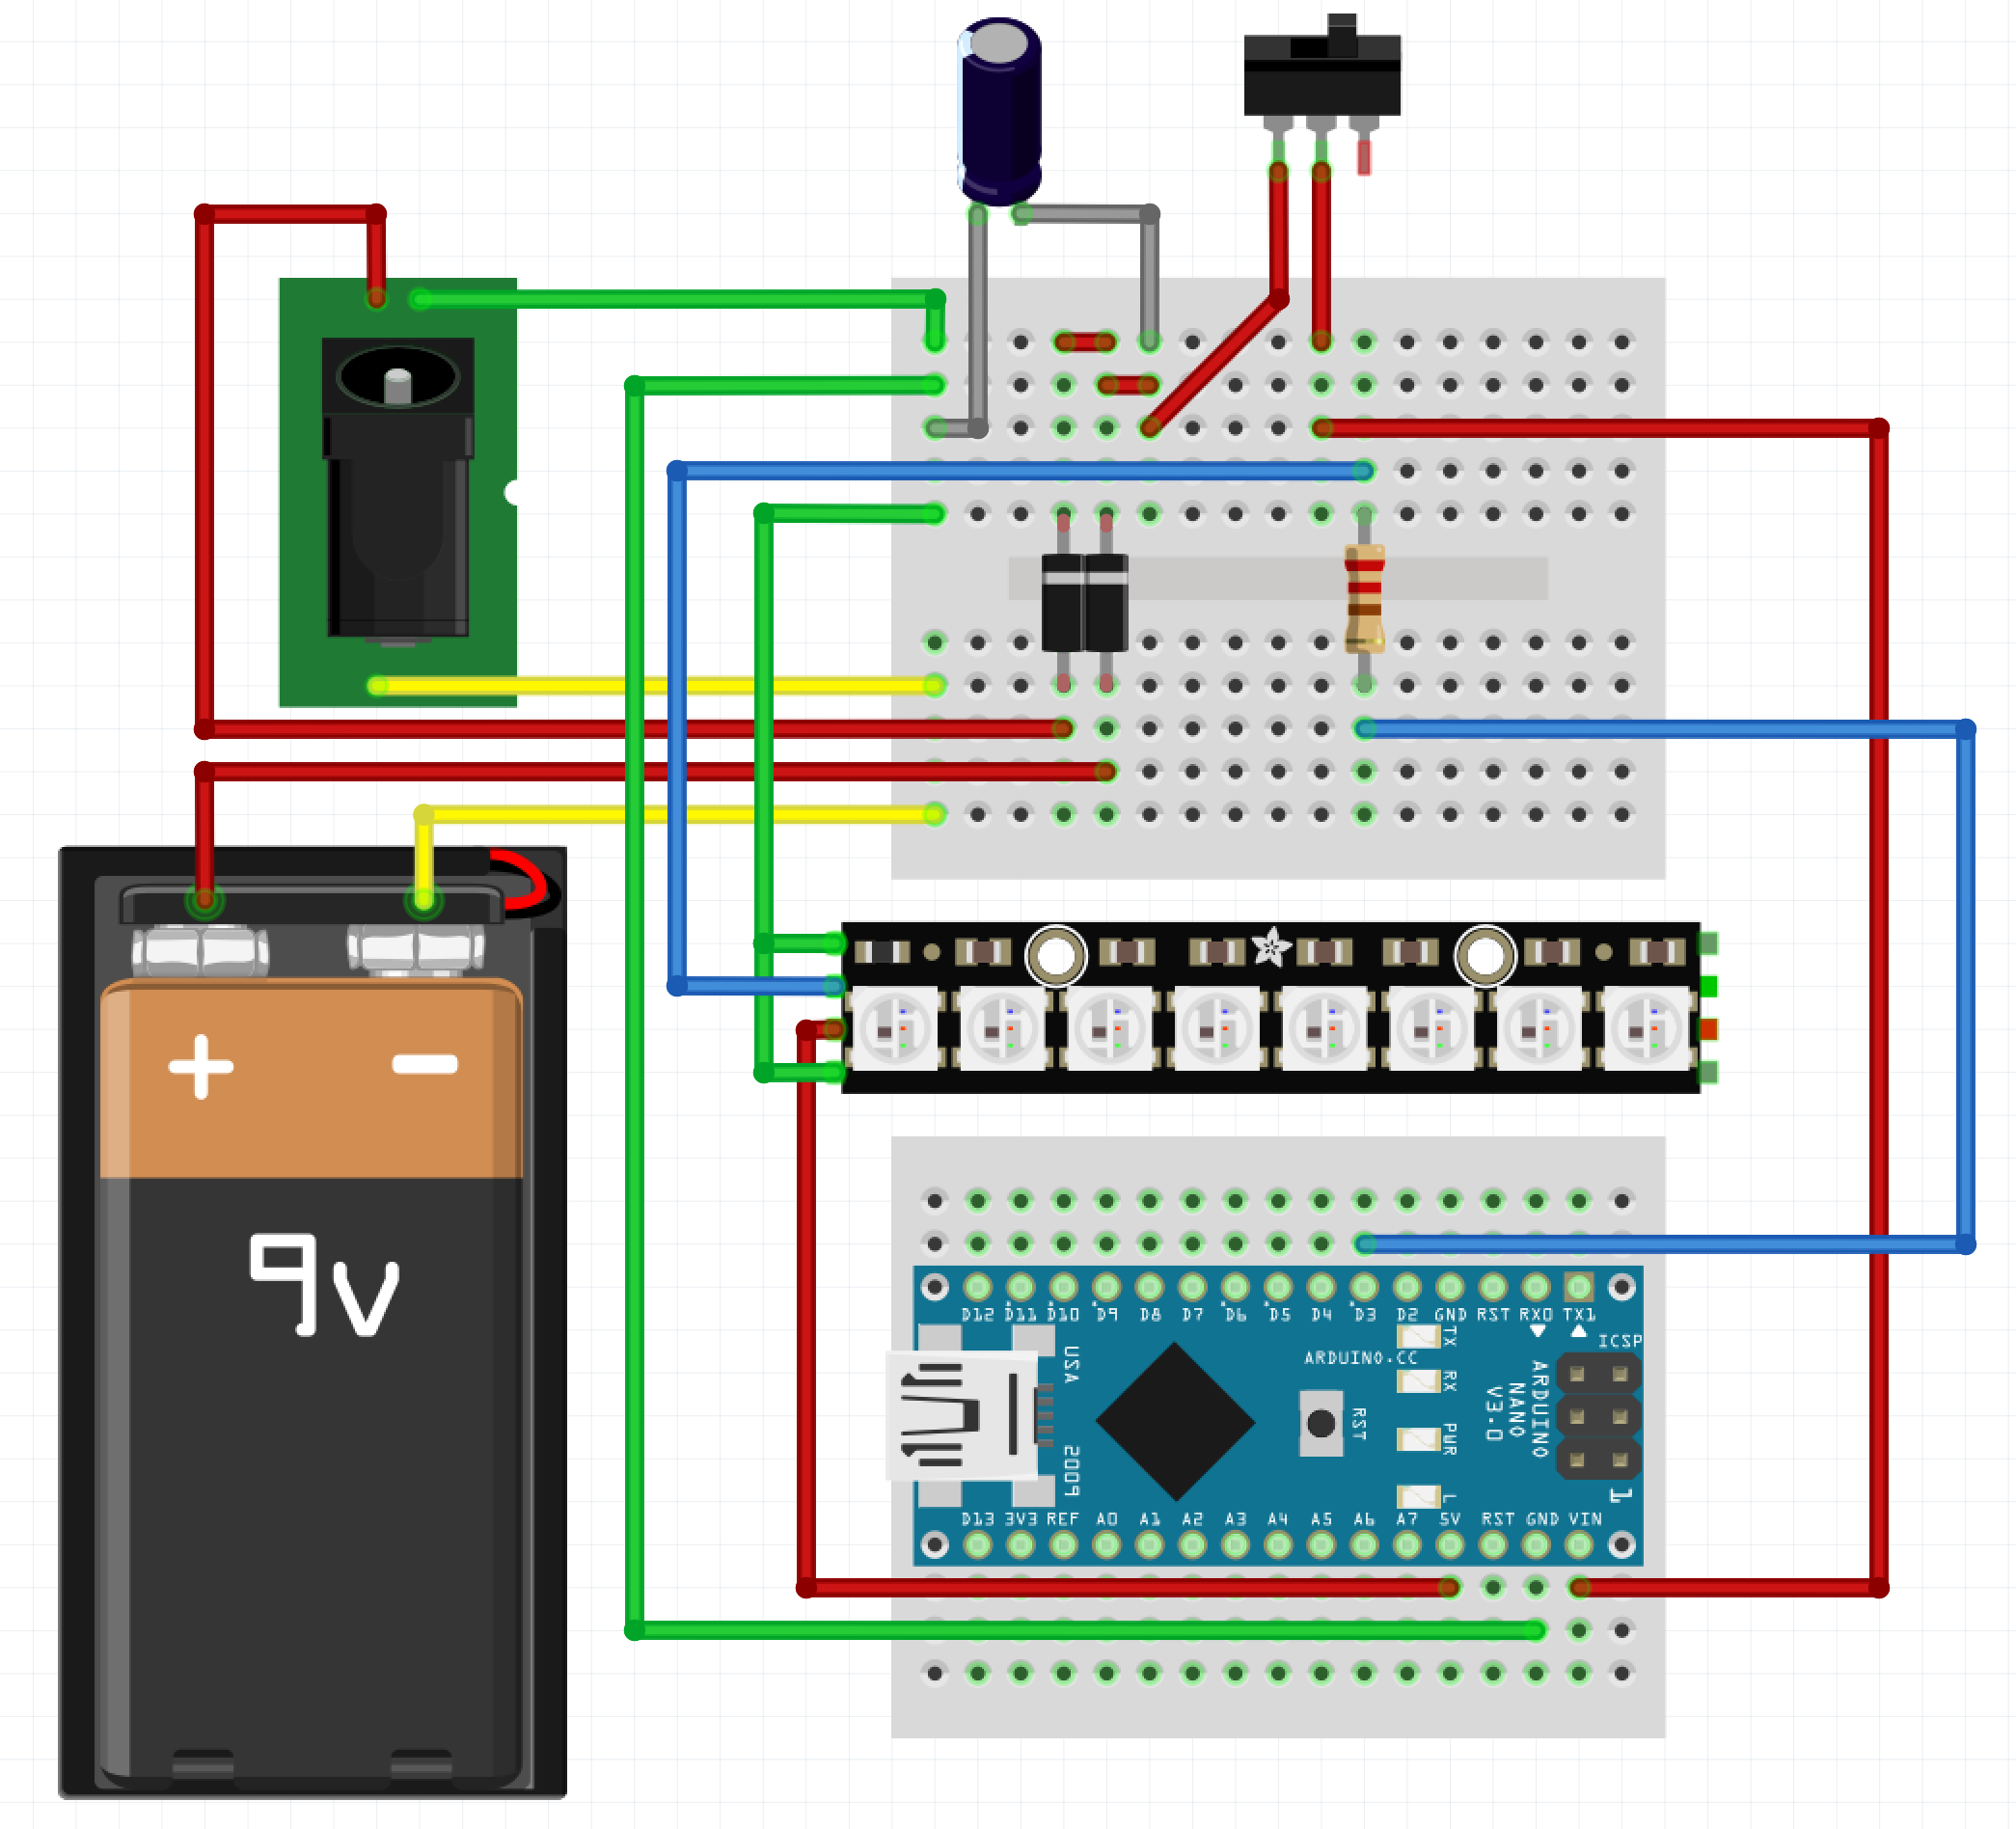 + −
9V
D12 D11 D10 D9 D8 D7 D6 D5 D4 D3 D2 GND RST RX0 TX1
TX
ICSP
USA
ARDUINO.CC
RX
ARDUINO
NANO
V3.0
RST
PWR
2009
L
1
D13 3V3 REF A0 A1 A2 A3 A4 A5 A6 A7 5V RST GND VIN